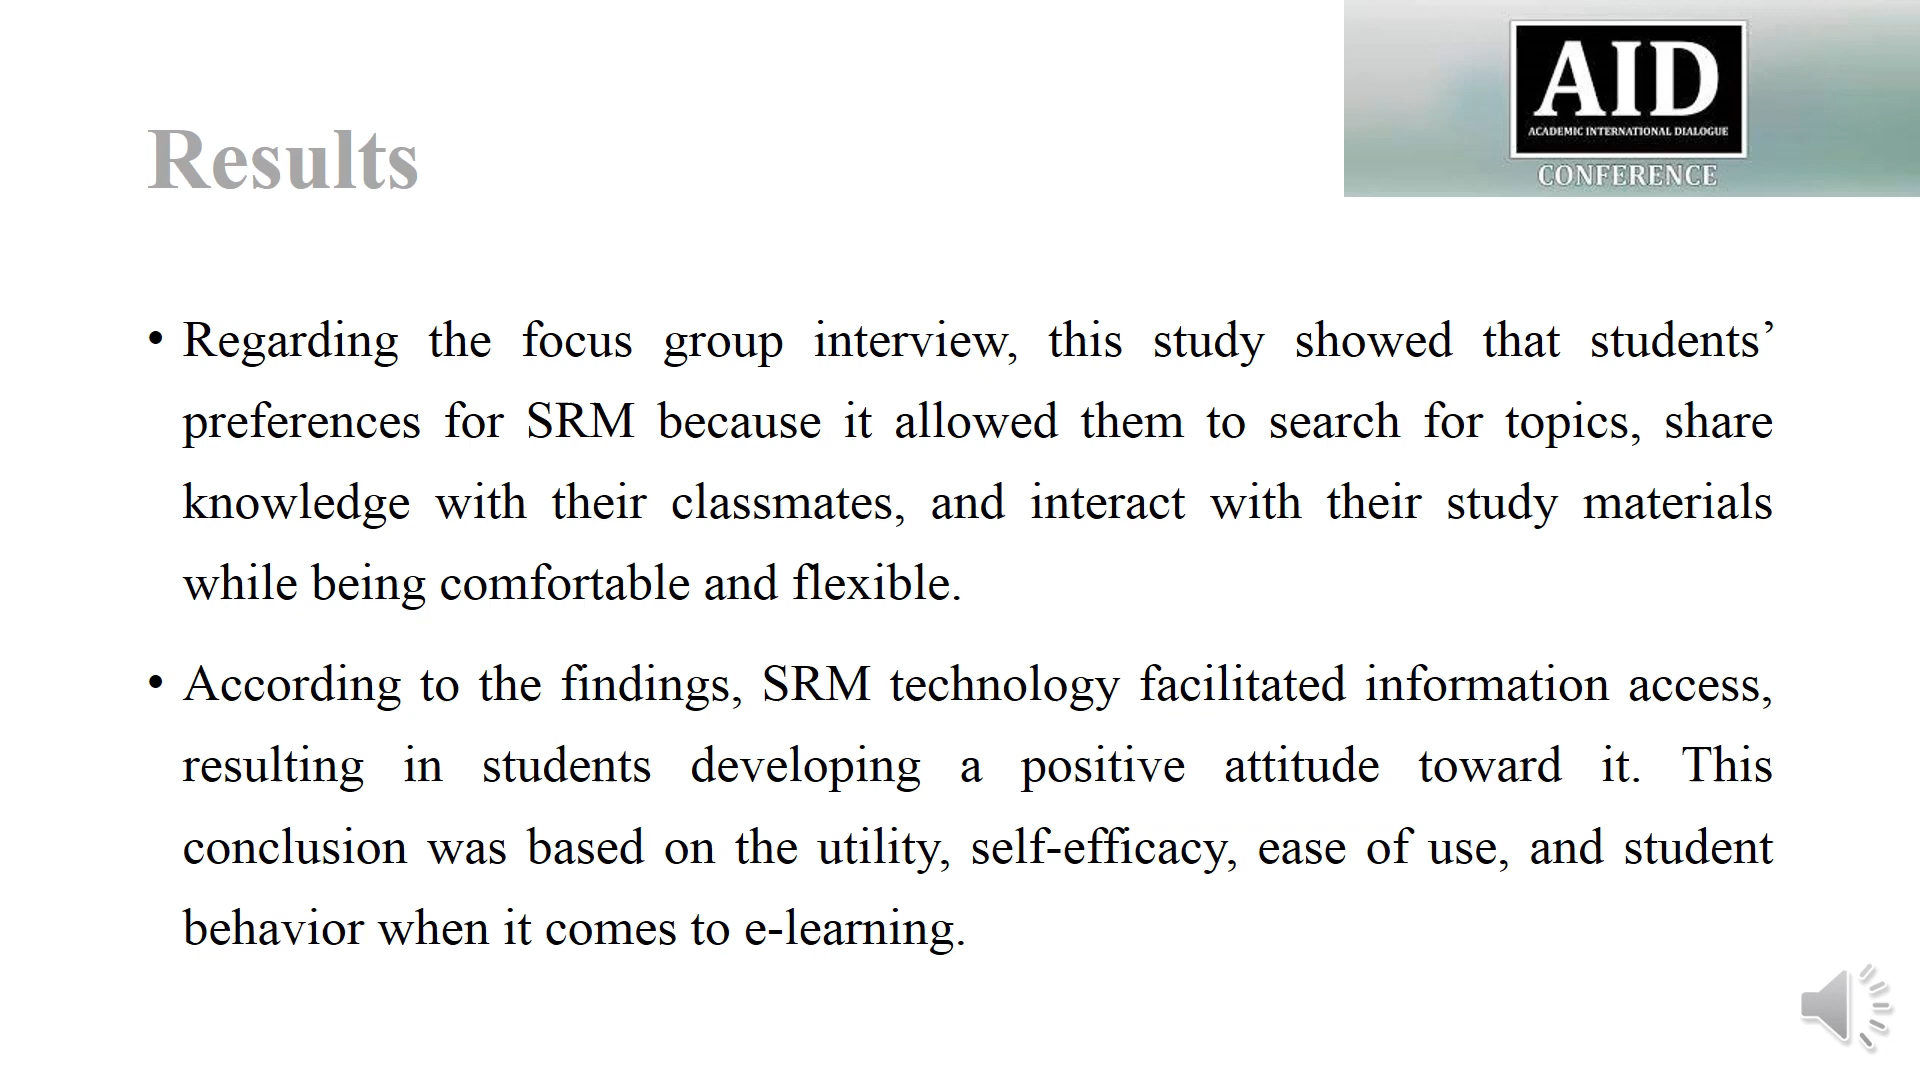 AID
ACADEMIC INTERNATIONAL DIALOGUE
CONFERENCE
Results
• Regarding the focus group interview, this study showed that students’
preferences for SRM because it allowed them to search for topics, share
knowledge with their classmates, and interact with their study materials
while being comfortable and flexible.
• According to the findings, SRM technology facilitated information access,
resulting in students developing a positive attitude toward it. This
conclusion was based on the utility, self-efficacy, ease of use, and student
behavior when it comes to e-learning.